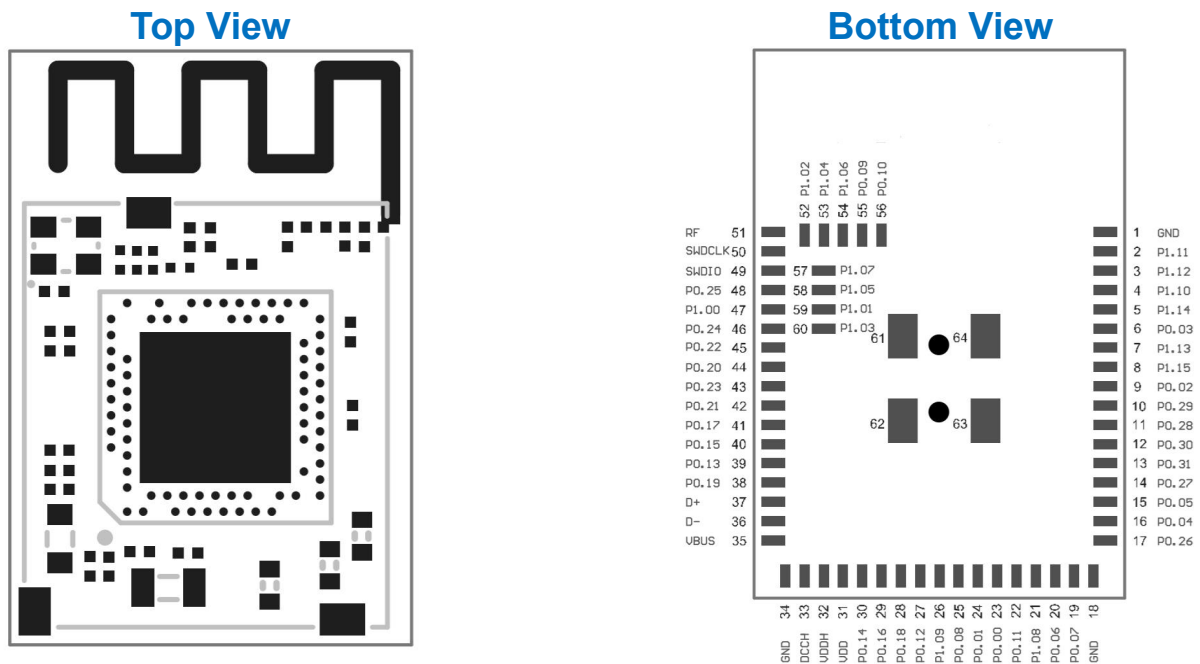 Top View
Bottom View
52 P1.02
53 P1.04
54 P1.06
55 P0.09
56 P0.10
RF 51
SWDCLK 50
SWDIO 49
P0.25 48
P1.00 47
P0.24 46
P0.22 45
P0.20 44
P0.23 43
P0.21 42
P0.17 41
P0.15 40
P0.13 39
P0.19 38
D+ 37
D- 36
VBUS 35
57 P1.07
58 P1.05
59 P1.01
60 P1.03
61
64
62
63
1 GND
2 P1.11
3 P1.12
4 P1.10
5 P1.14
6 P0.03
7 P1.13
8 P1.15
9 P0.02
10 P0.29
11 P0.28
12 P0.30
13 P0.31
14 P0.27
15 P0.05
16 P0.04
17 P0.26
GND 34
DCCH 33
VDDH 32
VDD 31
P0.14 30
P0.16 29
P0.18 28
P0.12 27
P1.09 26
P0.08 25
P0.01 24
P0.00 23
P0.11 22
P1.08 21
P0.06 20
P0.07 19
GND 18